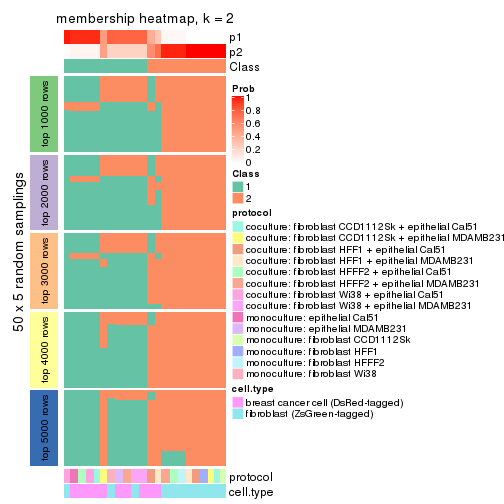 membership heatmap, k = 2
p1
p2
Class
Prob
1
0.8
0.6
0.4
0.2
0
Class
1
2
protocol
coculture: fibroblast CCD1112Sk + epithelial Cal51
coculture: fibroblast CCD1112Sk + epithelial MDAMB231
coculture: fibroblast HFF1 + epithelial Cal51
coculture: fibroblast HFF1 + epithelial MDAMB231
coculture: fibroblast HFFF2 + epithelial Cal51
coculture: fibroblast HFFF2 + epithelial MDAMB231
coculture: fibroblast Wi38 + epithelial Cal51
coculture: fibroblast Wi38 + epithelial MDAMB231
monoculture: epithelial Cal51
monoculture: epithelial MDAMB231
monoculture: fibroblast CCD1112Sk
monoculture: fibroblast HFF1
monoculture: fibroblast HFFF2
monoculture: fibroblast Wi38
cell.type
breast cancer cell (DsRed-tagged)
fibroblast (ZsGreen-tagged)
50 x 5 random samplings
top 1000 rows
top 2000 rows
top 3000 rows
top 4000 rows
top 5000 rows
protocol
cell.type